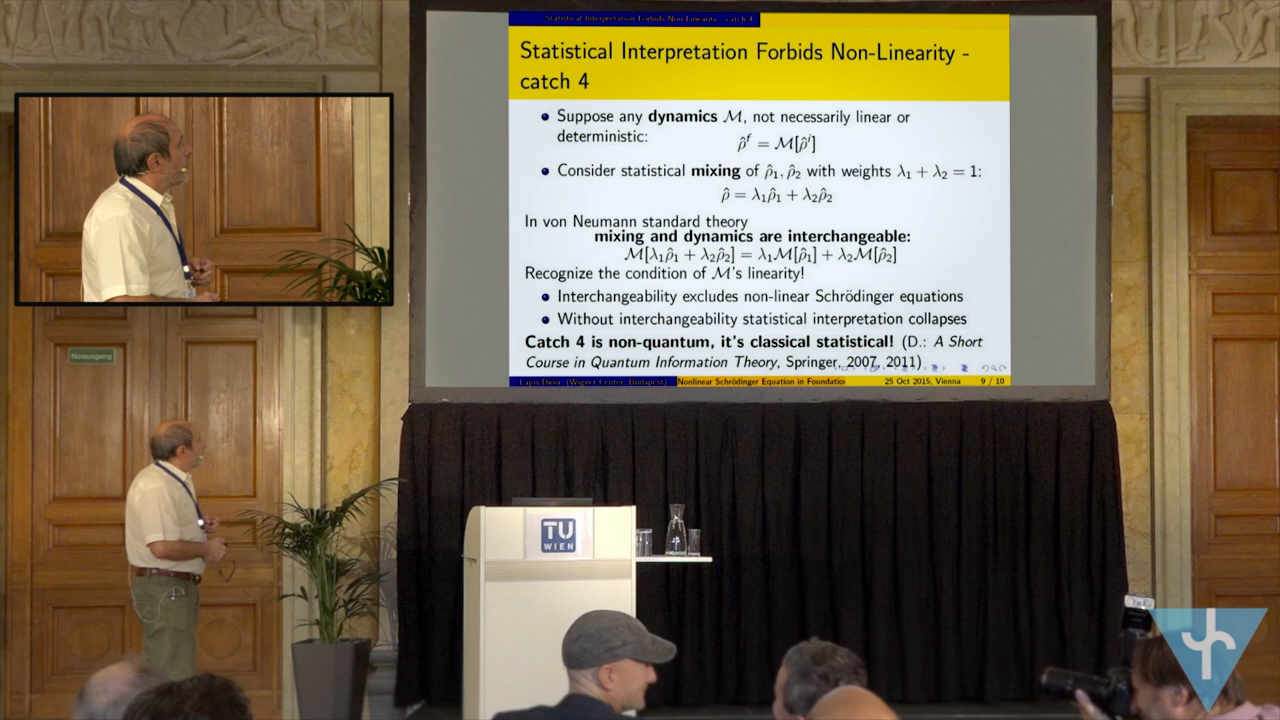 Statistical Interpretation Forbids Non-Linearity - catch 4
Statistical Interpretation Forbids Non-Linearity -
catch 4
Suppose any dynamics ℳ, not necessarily linear or
deterministic: ρ̂ᶠ = ℳ[ρ̂ⁱ]
Consider statistical mixing of ρ̂₁, ρ̂₂ with weights λ₁ + λ₂ = 1:
ρ̂ = λ₁ρ̂₁ + λ₂ρ̂₂
In von Neumann standard theory
mixing and dynamics are interchangeable:
ℳ[λ₁ρ̂₁ + λ₂ρ̂₂] = λ₁ℳ[ρ̂₁] + λ₂ℳ[ρ̂₂]
Recognize the condition of ℳ's linearity!
Interchangeability excludes non-linear Schrödinger equations
Without interchangeability statistical interpretation collapses
Catch 4 is non-quantum, it's classical statistical! (D.: A Short
Course in Quantum Information Theory, Springer, 2007, 2011)
Lajos Diósi (Wigner Center, Budapest) Nonlinear Schrödinger Equation in Foundatio 25 Oct 2015, Vienna 9 / 10
Notausgang
TU
WIEN